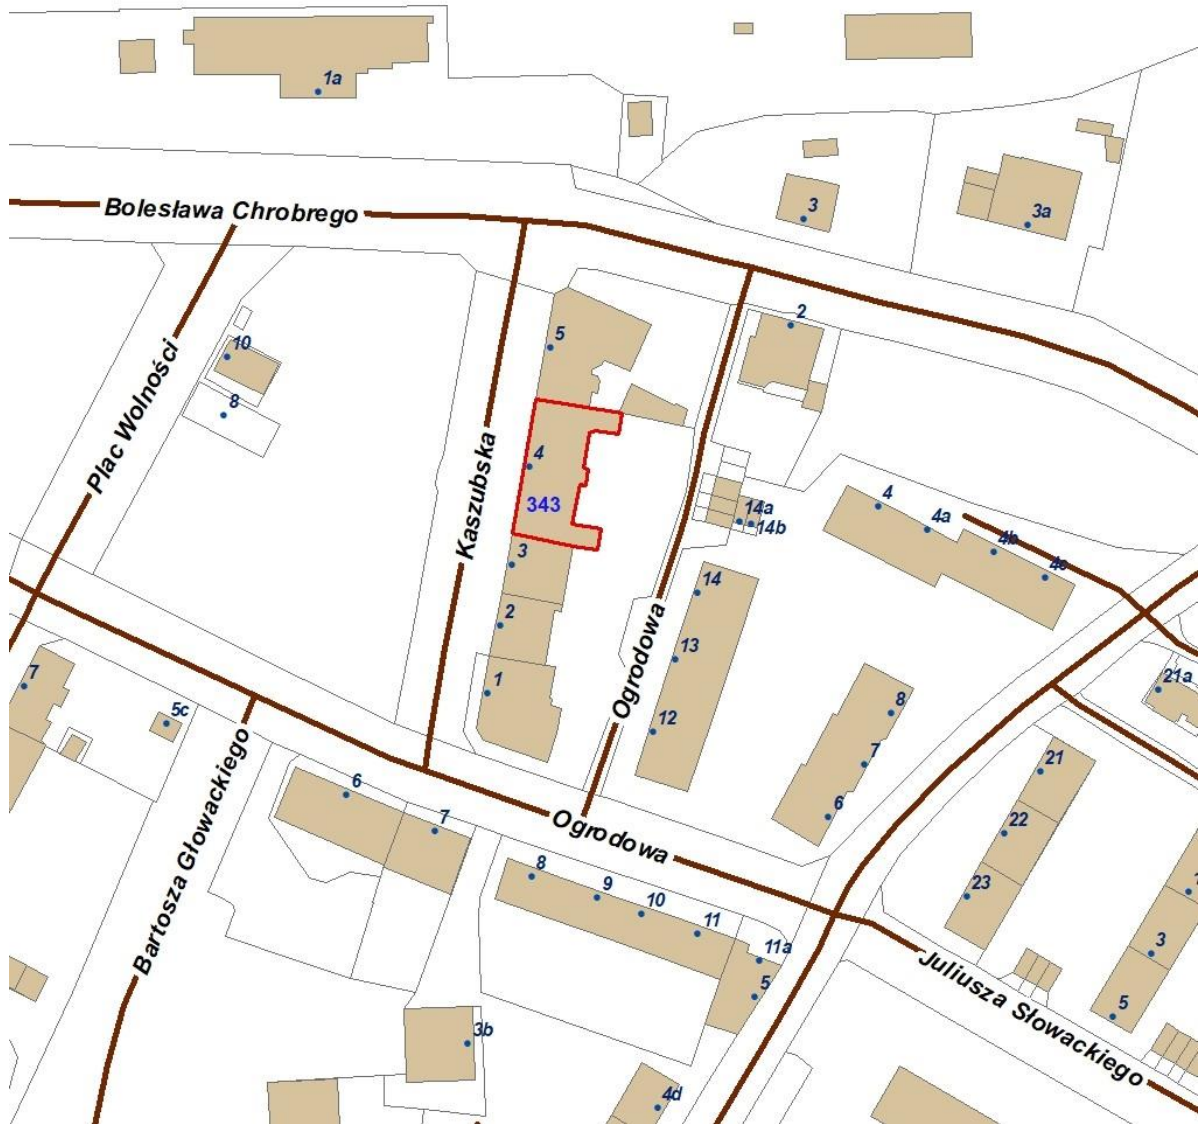 1a
Bolesława Chrobrego
3
3a
5
2
10
8
Plac Wolności
Kaszubska
4
343
14a
14b
4
4a
4b
4c
3
2
1
14
13
12
Ogrodowa
7
5c
Bartosza Głowackiego
6
7
Ogrodowa
8
7
6
21a
21
22
23
8
9
10
11
11a
5
3
5
Juliusza Słowackiego
3b
4d